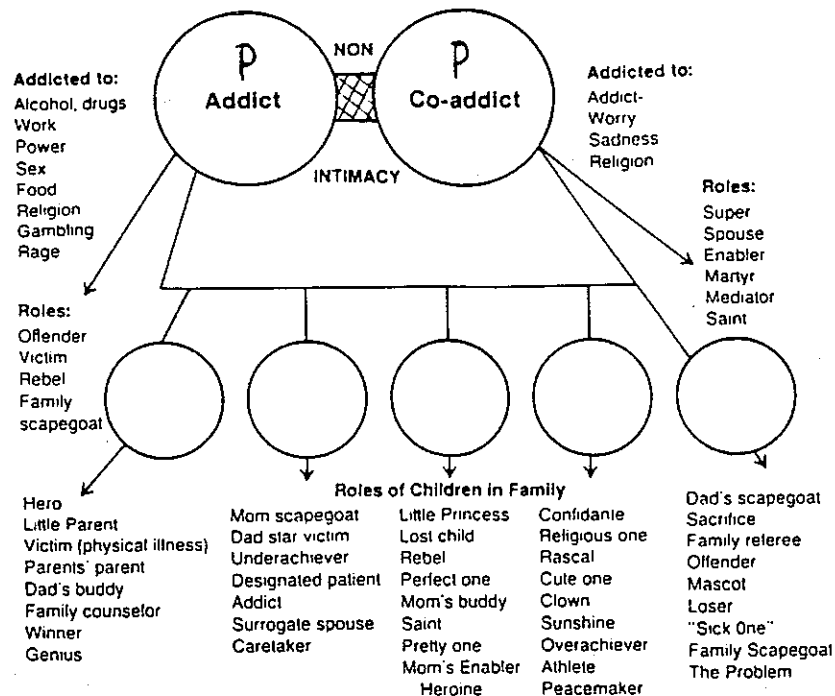 NON
P
Addict
P
Co-addict
INTIMACY
Addicted to:
Alcohol, drugs
Work
Power
Sex
Food
Religion
Gambling
Rage
Addicted to:
Addict-
Worry
Sadness
Religion
Roles:
Offender
Victim
Rebel
Family
scapegoat
Roles:
Super
Spouse
Enabler
Martyr
Mediator
Saint
Roles of Children in Family
Hero
Little Parent
Victim (physical illness)
Parents' parent
Dad's buddy
Family counselor
Winner
Genius
Mom scapegoat
Dad star victim
Underachiever
Designated patient
Addict
Surrogate spouse
Caretaker
Little Princess
Lost child
Rebel
Perfect one
Mom's buddy
Saint
Pretty one
Mom's Enabler
Heroine
Confidante
Religious one
Rascal
Cute one
Clown
Sunshine
Overachiever
Athlete
Peacemaker
Dad's scapegoat
Sacrifice
Family referee
Offender
Mascot
Loser
"Sick One"
Family Scapegoat
The Problem